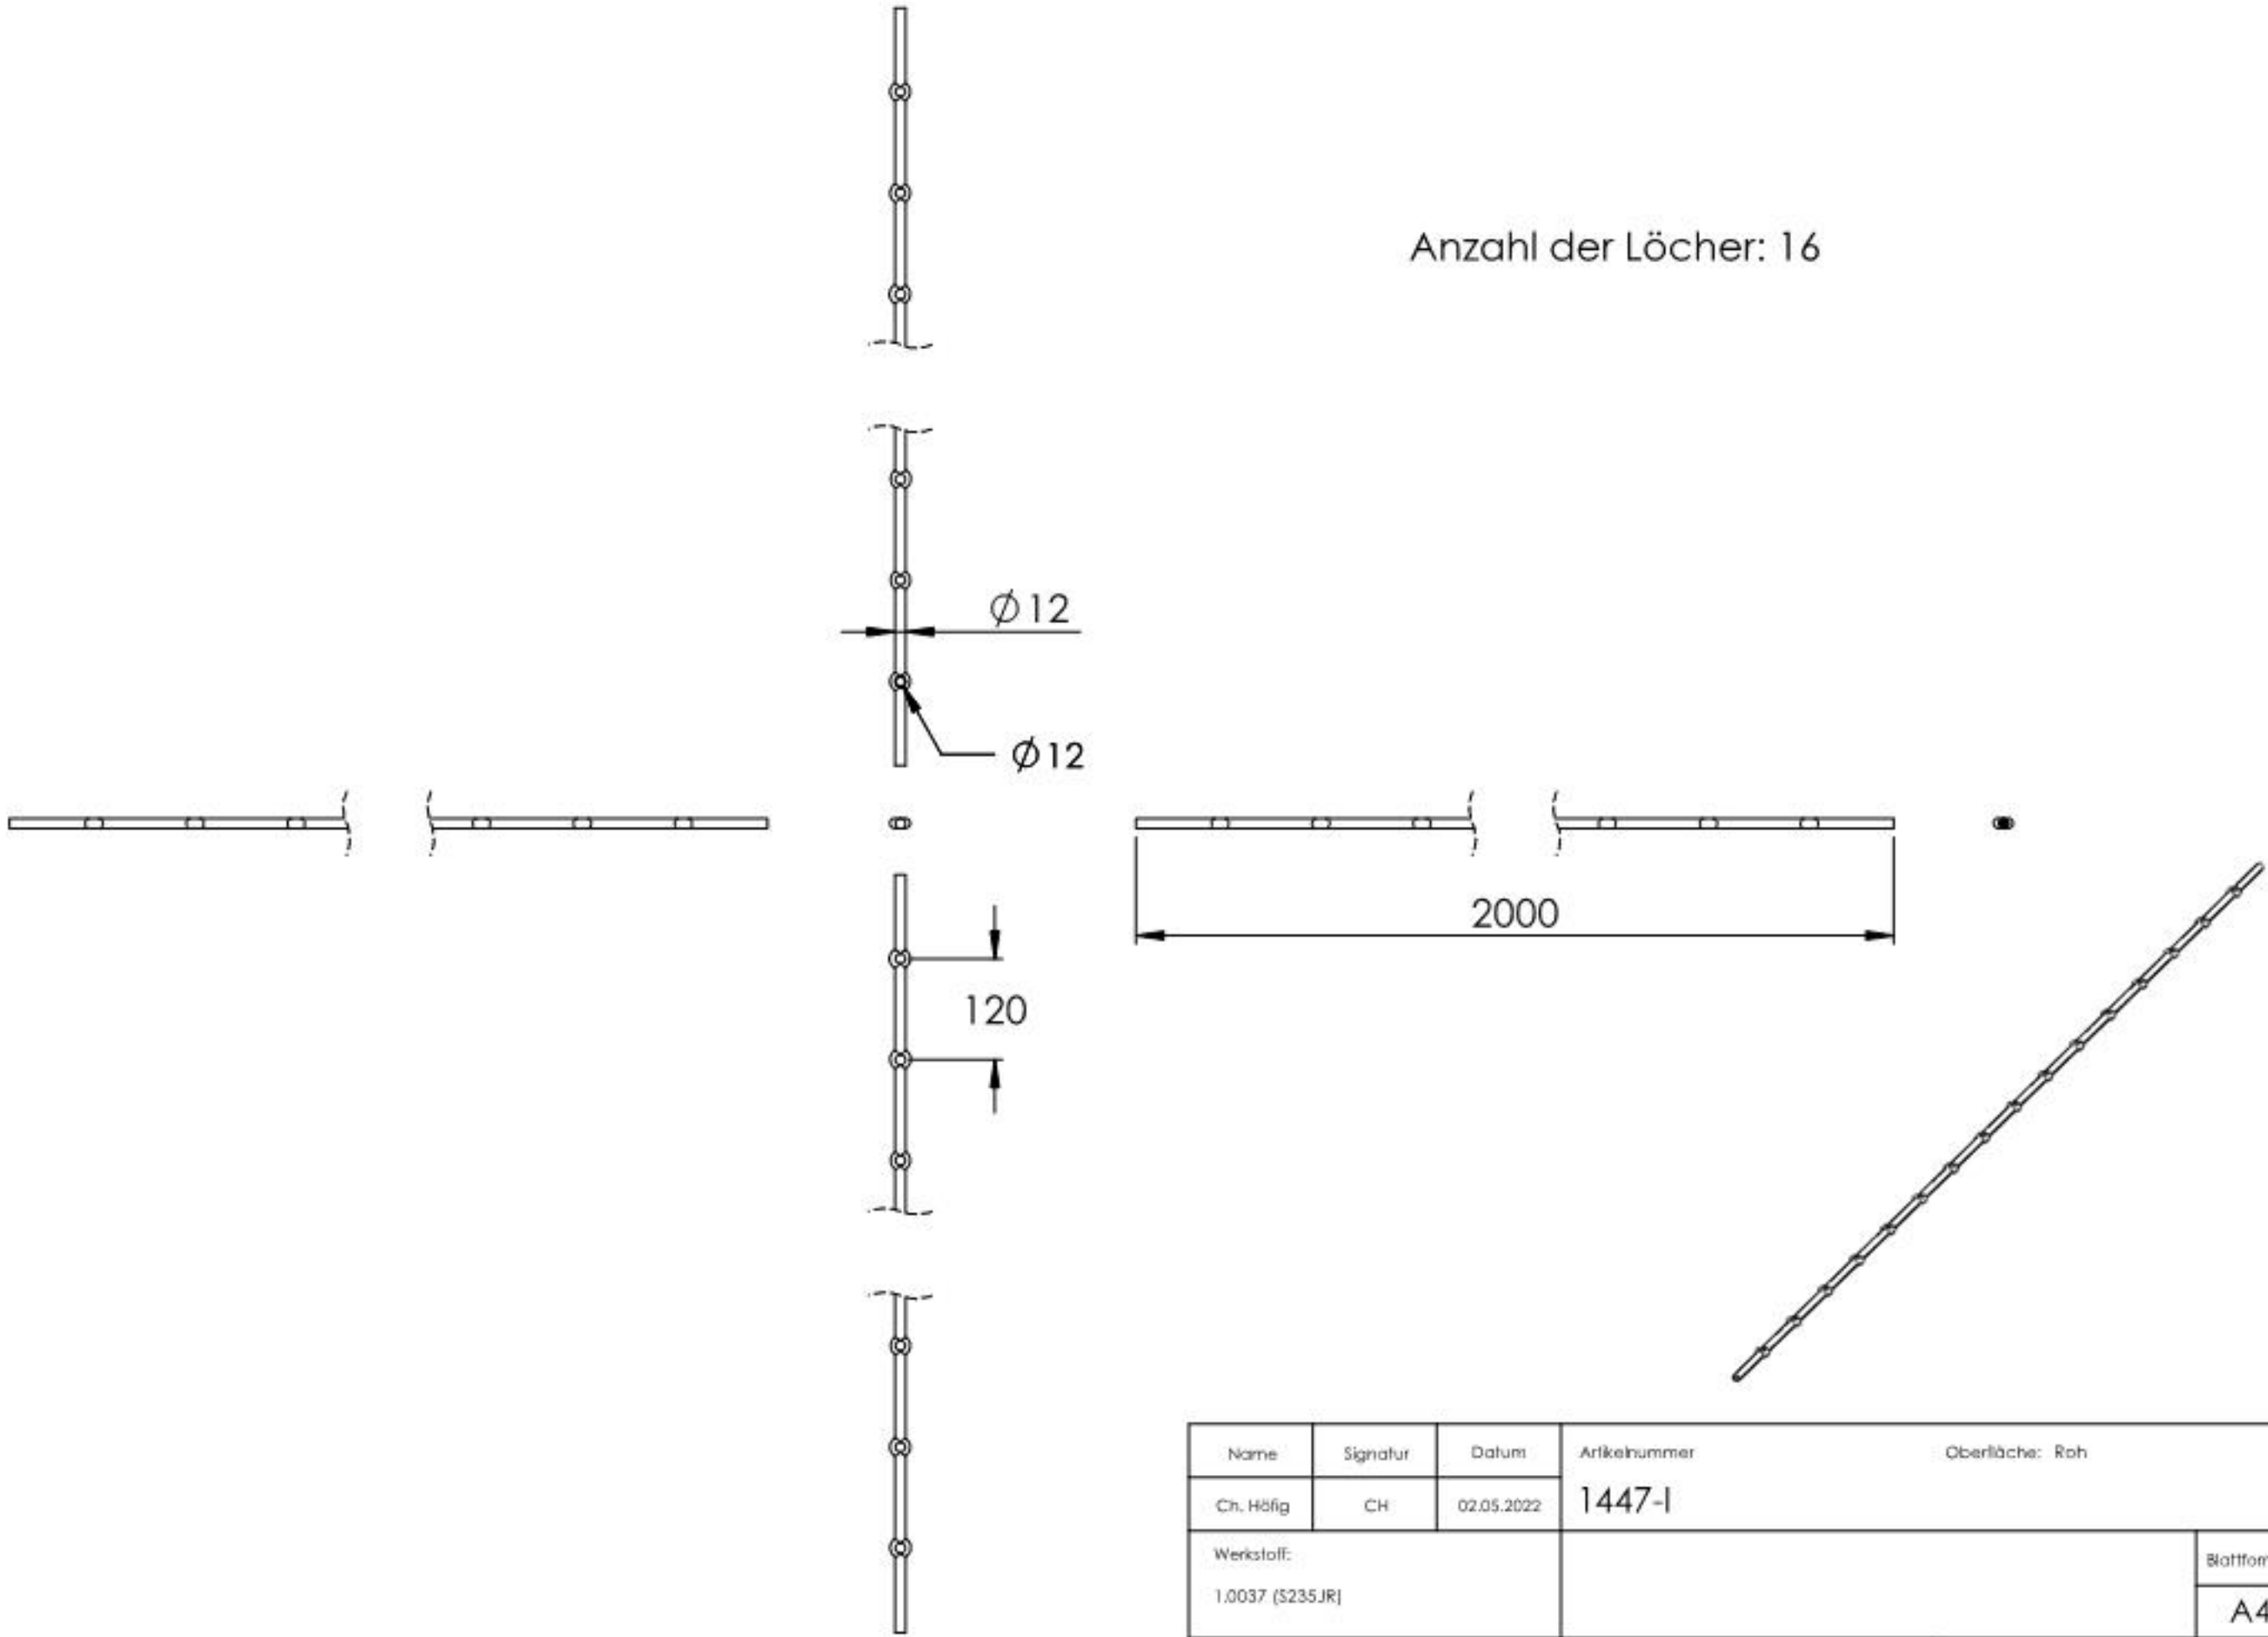 Anzahl der Löcher: 16
Ø12
Ø12
2000
120
Name Signatur Datum Artikelnummer Oberfläche: Roh
Ch. Höfig CH 02.05.2022 1447-I
Werkstoff:
1.0037 (S235JR)
A4